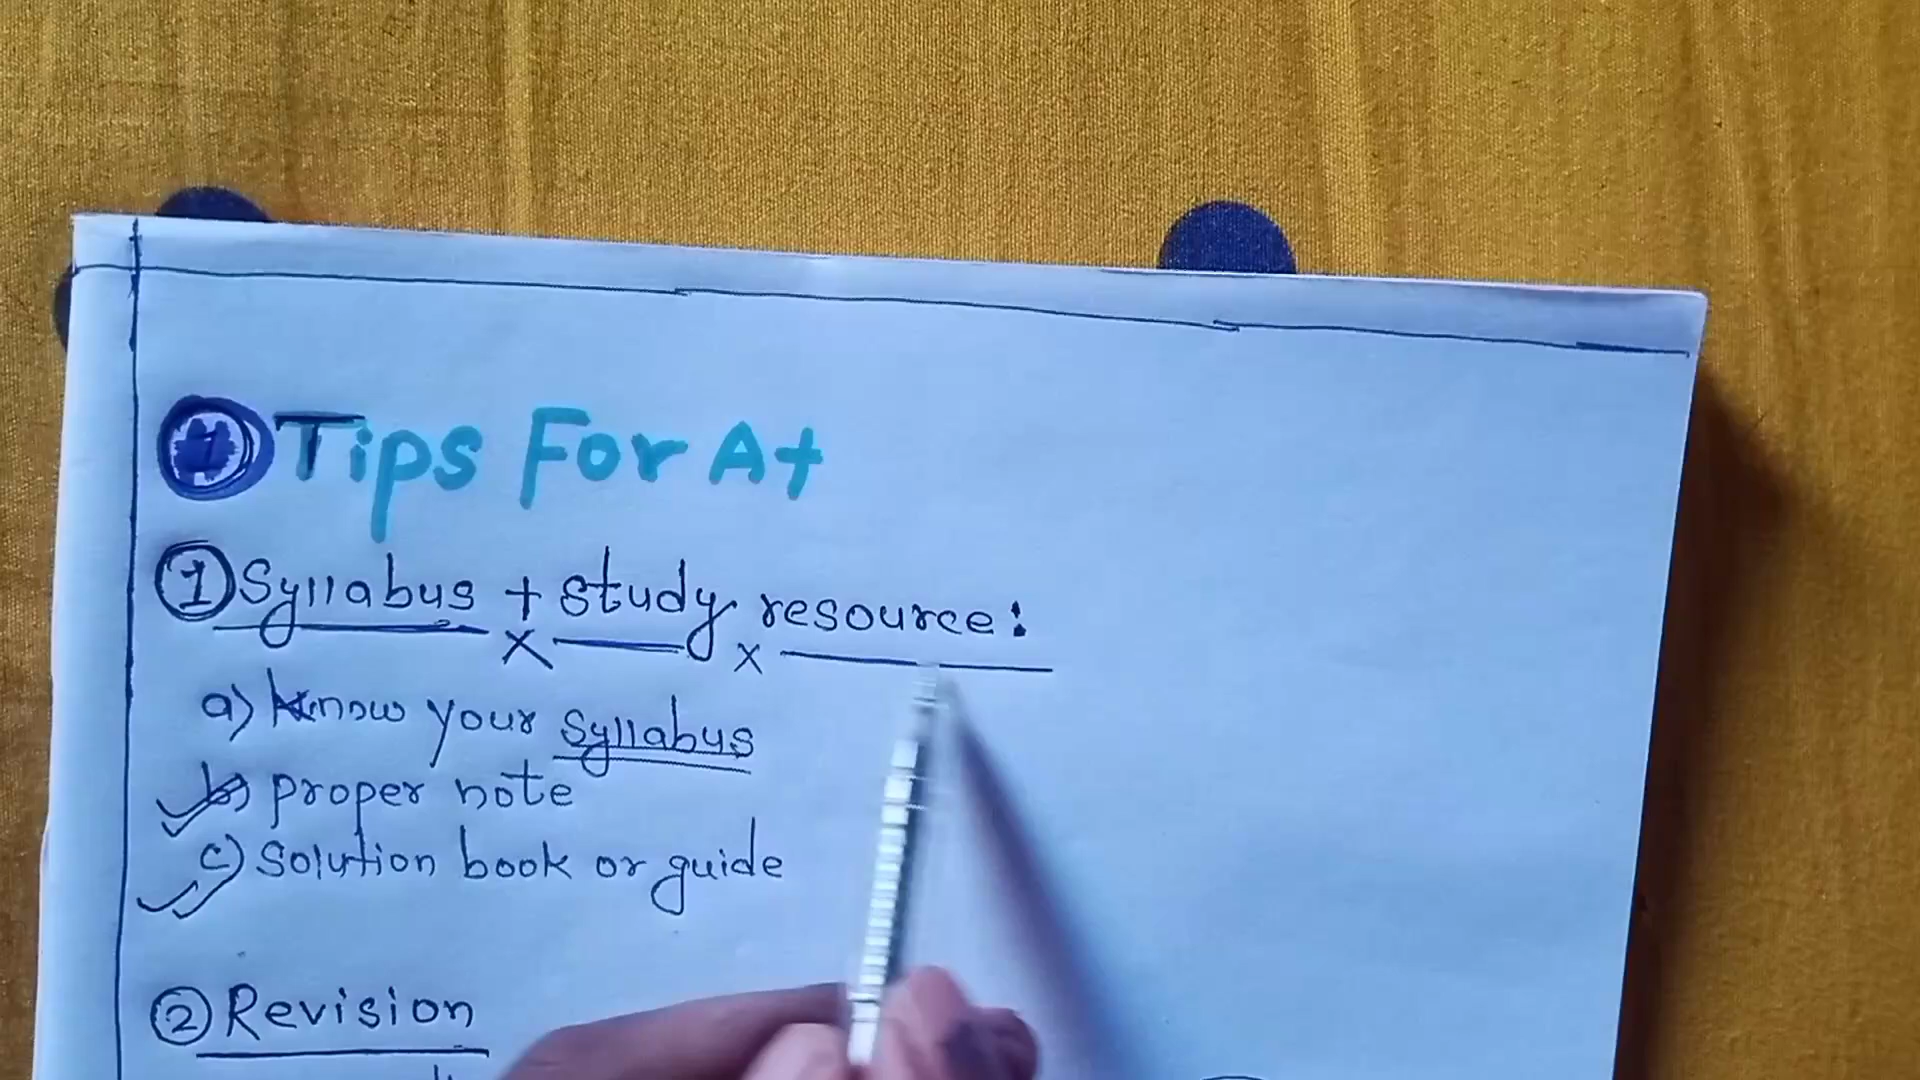 Tips For A+
① Syllabus + study resource:
a) Know your syllabus
b) proper note
c) Solution book or guide
② Revision